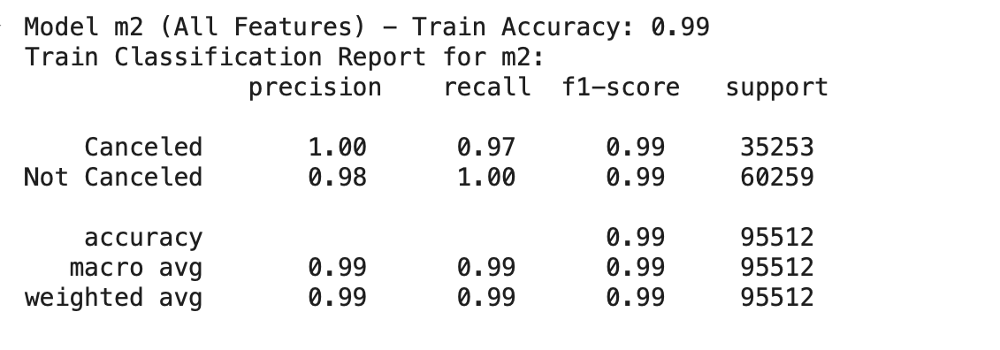 Model m2 (All Features) – Train Accuracy: 0.99
Train Classification Report for m2:
precision recall f1–score support
Canceled 1.00 0.97 0.99 35253
Not Canceled 0.98 1.00 0.99 60259
accuracy 0.99 95512
macro avg 0.99 0.99 0.99 95512
weighted avg 0.99 0.99 0.99 95512